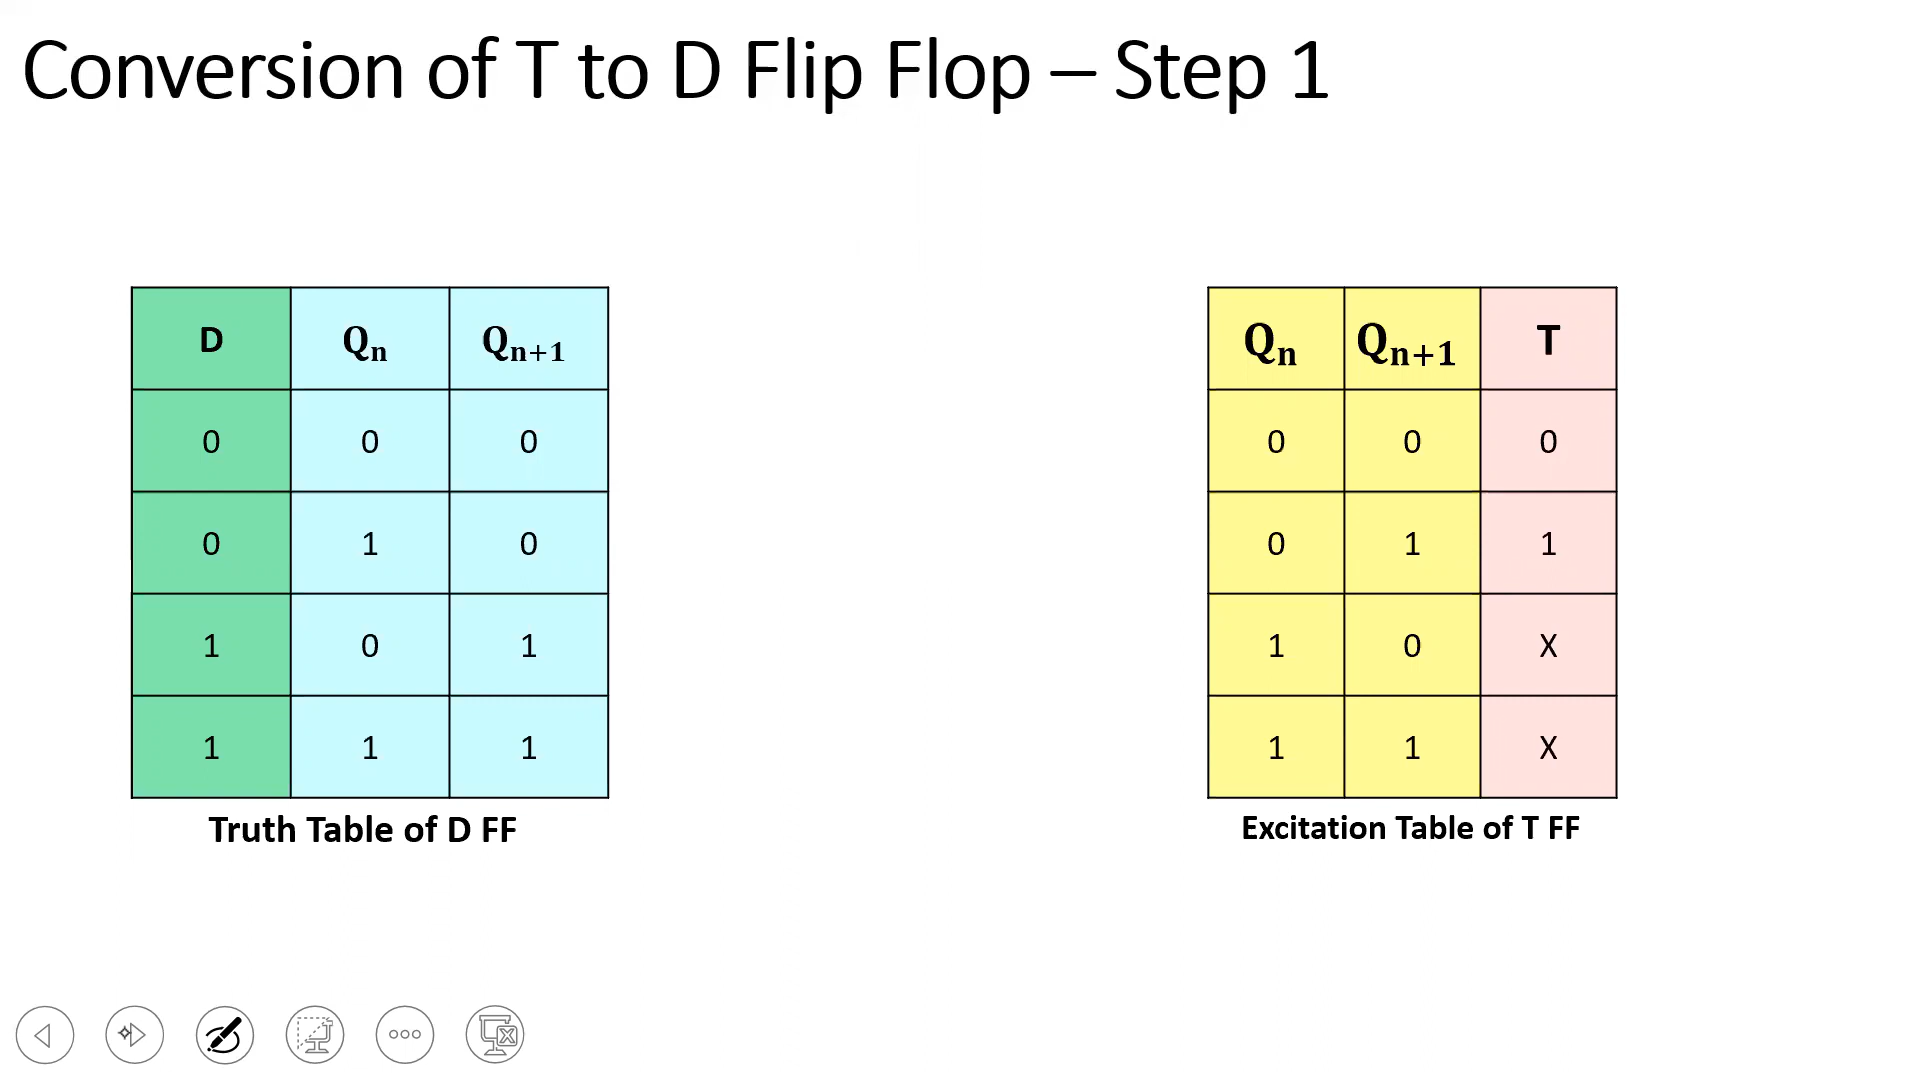 Conversion of T to D Flip Flop – Step 1
D Qn Qn+1
0 0 0
0 1 0
1 0 1
1 1 1
Truth Table of D FF
Qn Qn+1 T
0 0 0
0 1 1
1 0 X
1 1 X
Excitation Table of T FF